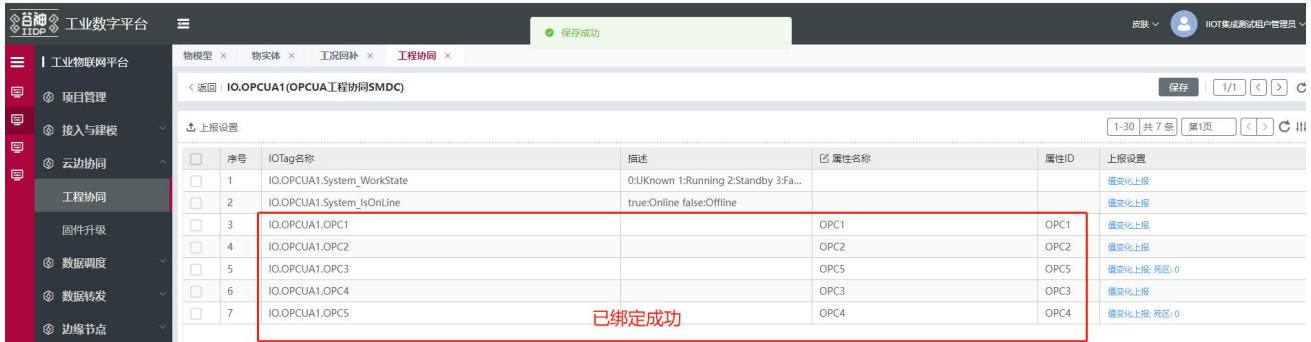 谷神 IIDP 工业数字平台
保存成功
皮肤
IIOT集成测试租户管理员
工业物联网平台
物模型 × 物实体 × 工况回补 × 工程协同 ×
项目管理
接入与建模
云边协同
工程协同
固件升级
数据调度
数据转发
边缘节点
<返回 IO.OPCUA1(OPCUA工程协同SMDC)
保存 1/1 < >
上报设置
1-30 共 7 条 第1页 < >
序号 IOTag名称 描述 属性名称 属性ID 上报设置
1 IO.OPCUA1.System_WorkState 0:UKnown 1:Running 2:Standby 3:Fa... 值变化上报
2 IO.OPCUA1.System_IsOnLine true:Online false:Offline 值变化上报
3 IO.OPCUA1.OPC1 OPC1 OPC1 值变化上报
4 IO.OPCUA1.OPC2 OPC2 OPC2 值变化上报
5 IO.OPCUA1.OPC3 OPC5 OPC5 值变化上报; 死区: 0
6 IO.OPCUA1.OPC4 OPC3 OPC3 值变化上报
7 IO.OPCUA1.OPC5 OPC4 OPC4 值变化上报; 死区: 0
已绑定成功